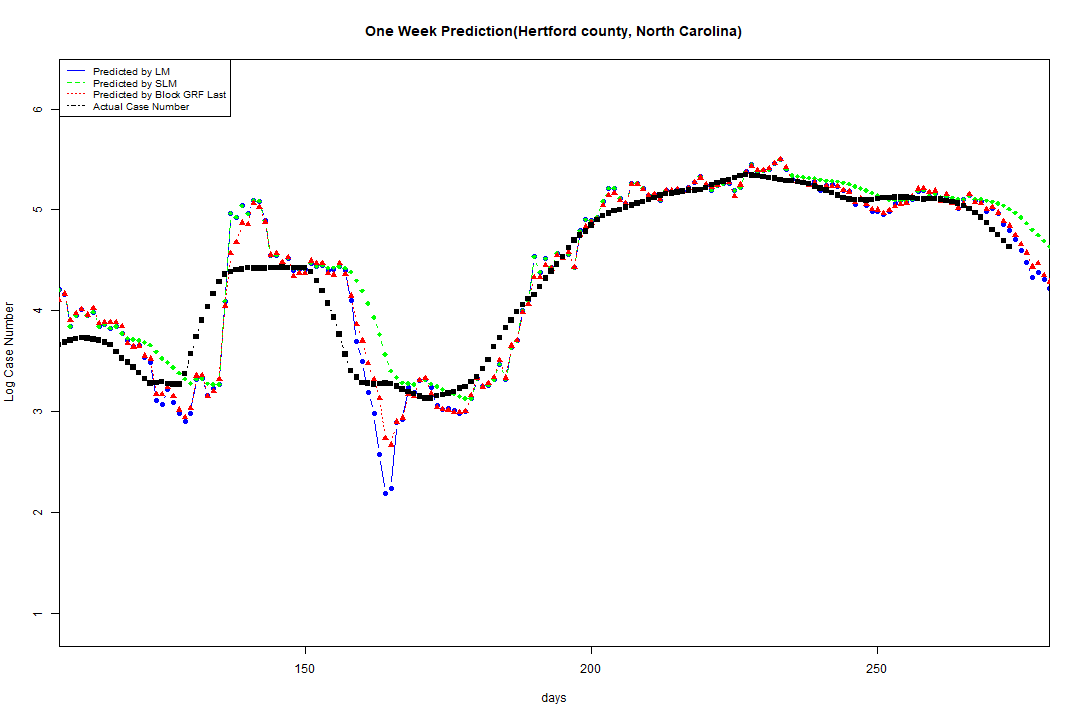 One Week Prediction(Hertford county, North Carolina)
Predicted by LM
Predicted by SLM
Predicted by Block GRF Last
Actual Case Number
6
5
4
3
2
1
Log Case Number
150
200
250
days